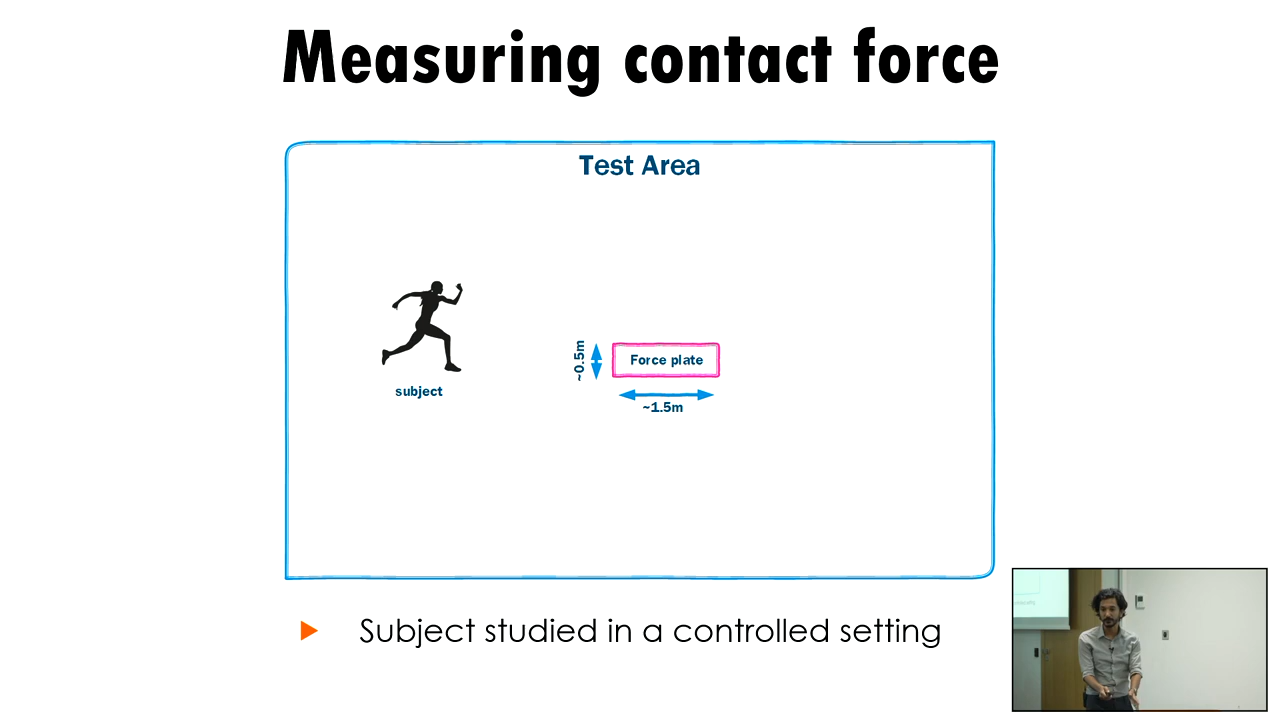 Measuring contact force
Test Area
~0.5m
Force plate
subject
~1.5m
Subject studied in a controlled setting